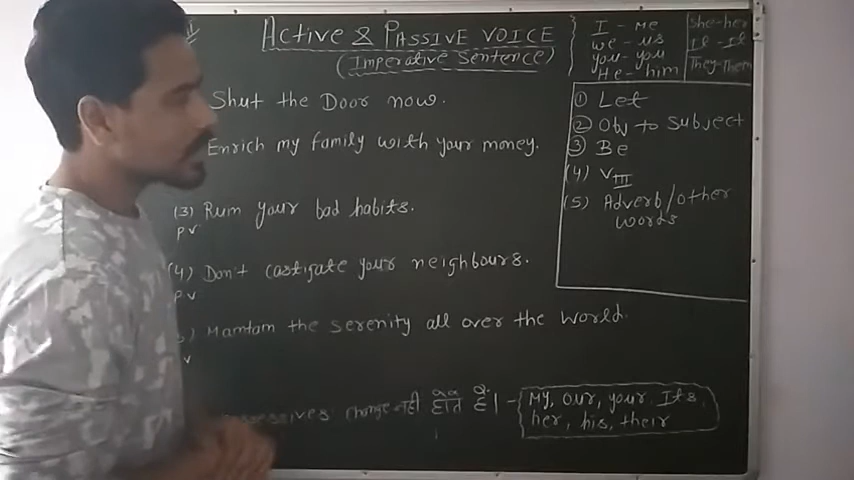 ACTIVE & PASSIVE VOICE
(Imperative Sentence)
I - me
we - us
you - you
He - him
She-her
It - It
They-Them
Shut the Door now.
Enrich my family with your money.
(3) Ruin your bad habits.
PV
(4) Don't castigate your neighbours.
PV
) Maintain the serenity all over the world.
V
change नही होते है। - My, our, your, Its,
her, his, their
① Let
② Obj to Subject
③ Be
(4) VIII
(5) Adverb/other
words